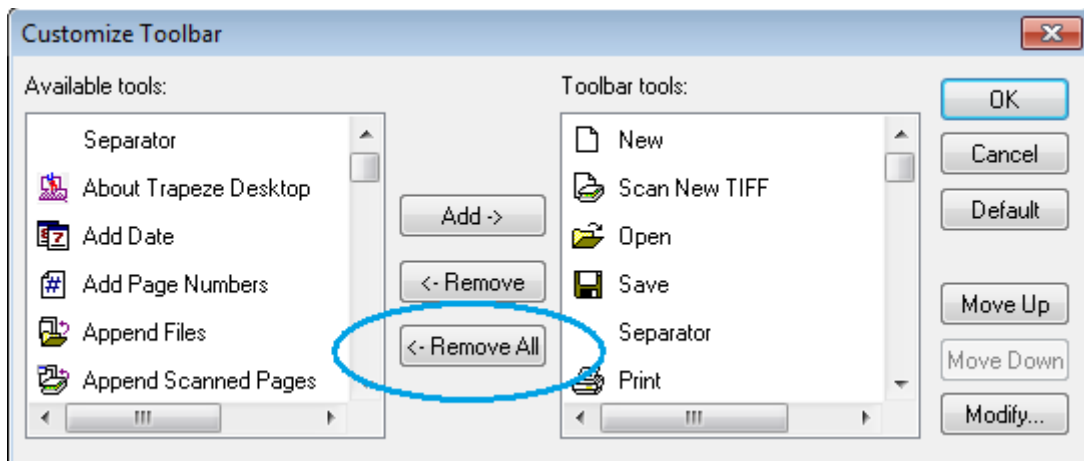 Customize Toolbar
Available tools:
Separator
About Trapeze Desktop
Add Date
Add Page Numbers
Append Files
Append Scanned Pages
Add ->
<- Remove
<- Remove All
Toolbar tools:
New
Scan New TIFF
Open
Save
Separator
Print
OK
Cancel
Default
Move Up
Move Down
Modify...